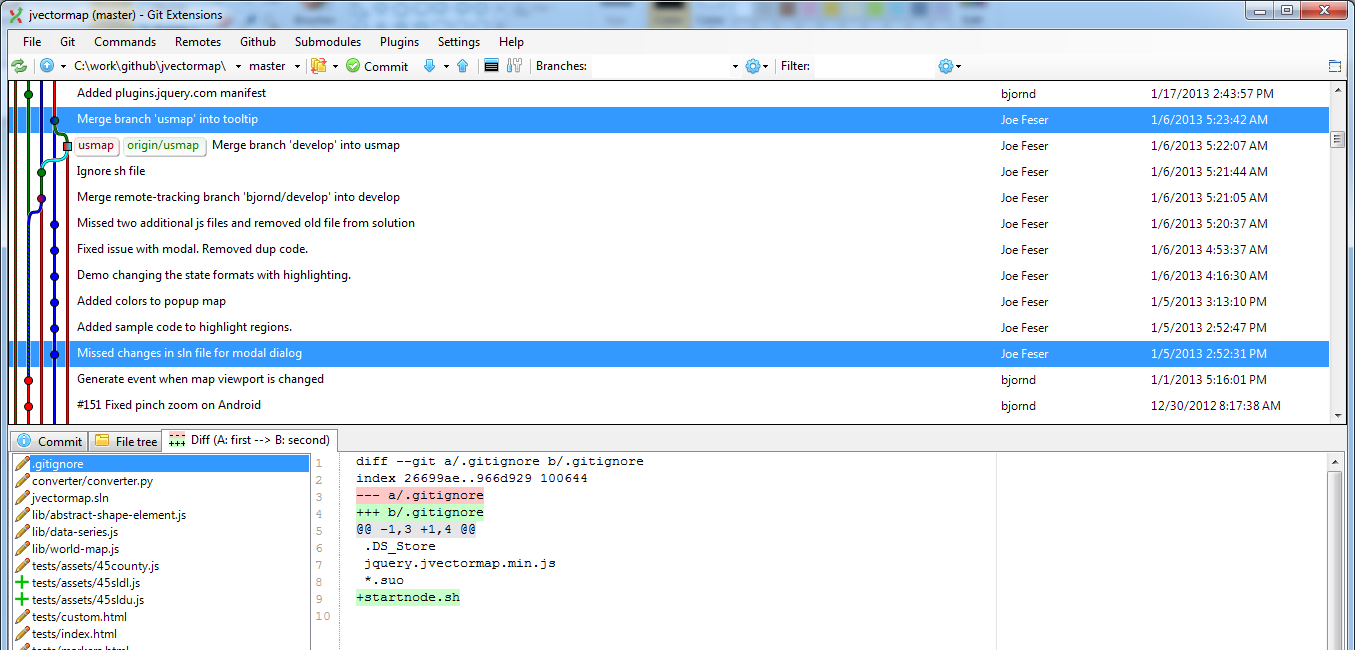 jvectormap (master) - Git Extensions
File Git Commands Remotes Github Submodules Plugins Settings Help
C:\work\github\jvectormap\ master Commit Branches: Filter:
Added plugins.jquery.com manifest bjornd 1/17/2013 2:43:57 PM
Merge branch 'usmap' into tooltip Joe Feser 1/6/2013 5:23:42 AM
usmap origin/usmap Merge branch 'develop' into usmap Joe Feser 1/6/2013 5:22:07 AM
Ignore sh file Joe Feser 1/6/2013 5:21:44 AM
Merge remote-tracking branch 'bjornd/develop' into develop Joe Feser 1/6/2013 5:21:05 AM
Missed two additional js files and removed old file from solution Joe Feser 1/6/2013 5:20:37 AM
Fixed issue with modal. Removed dup code. Joe Feser 1/6/2013 4:53:37 AM
Demo changing the state formats with highlighting. Joe Feser 1/6/2013 4:16:30 AM
Added colors to popup map Joe Feser 1/5/2013 3:13:10 PM
Added sample code to highlight regions. Joe Feser 1/5/2013 2:52:47 PM
Missed changes in sln file for modal dialog Joe Feser 1/5/2013 2:52:31 PM
Generate event when map viewport is changed bjornd 1/1/2013 5:16:01 PM
#151 Fixed pinch zoom on Android bjornd 12/30/2012 8:17:38 AM
Commit File tree Diff (A: first --> B: second)
.gitignore
converter/converter.py
jvectormap.sln
lib/abstract-shape-element.js
lib/data-series.js
lib/world-map.js
tests/assets/45county.js
tests/assets/45sldl.js
tests/assets/45sldu.js
tests/custom.html
tests/index.html
1 diff --git a/.gitignore b/.gitignore
2 index 26699ae..966d929 100644
3 --- a/.gitignore
4 +++ b/.gitignore
5 @@ -1,3 +1,4 @@
6 .DS_Store
7 jquery.jvectormap.min.js
8 *.suo
9 +startnode.sh
10